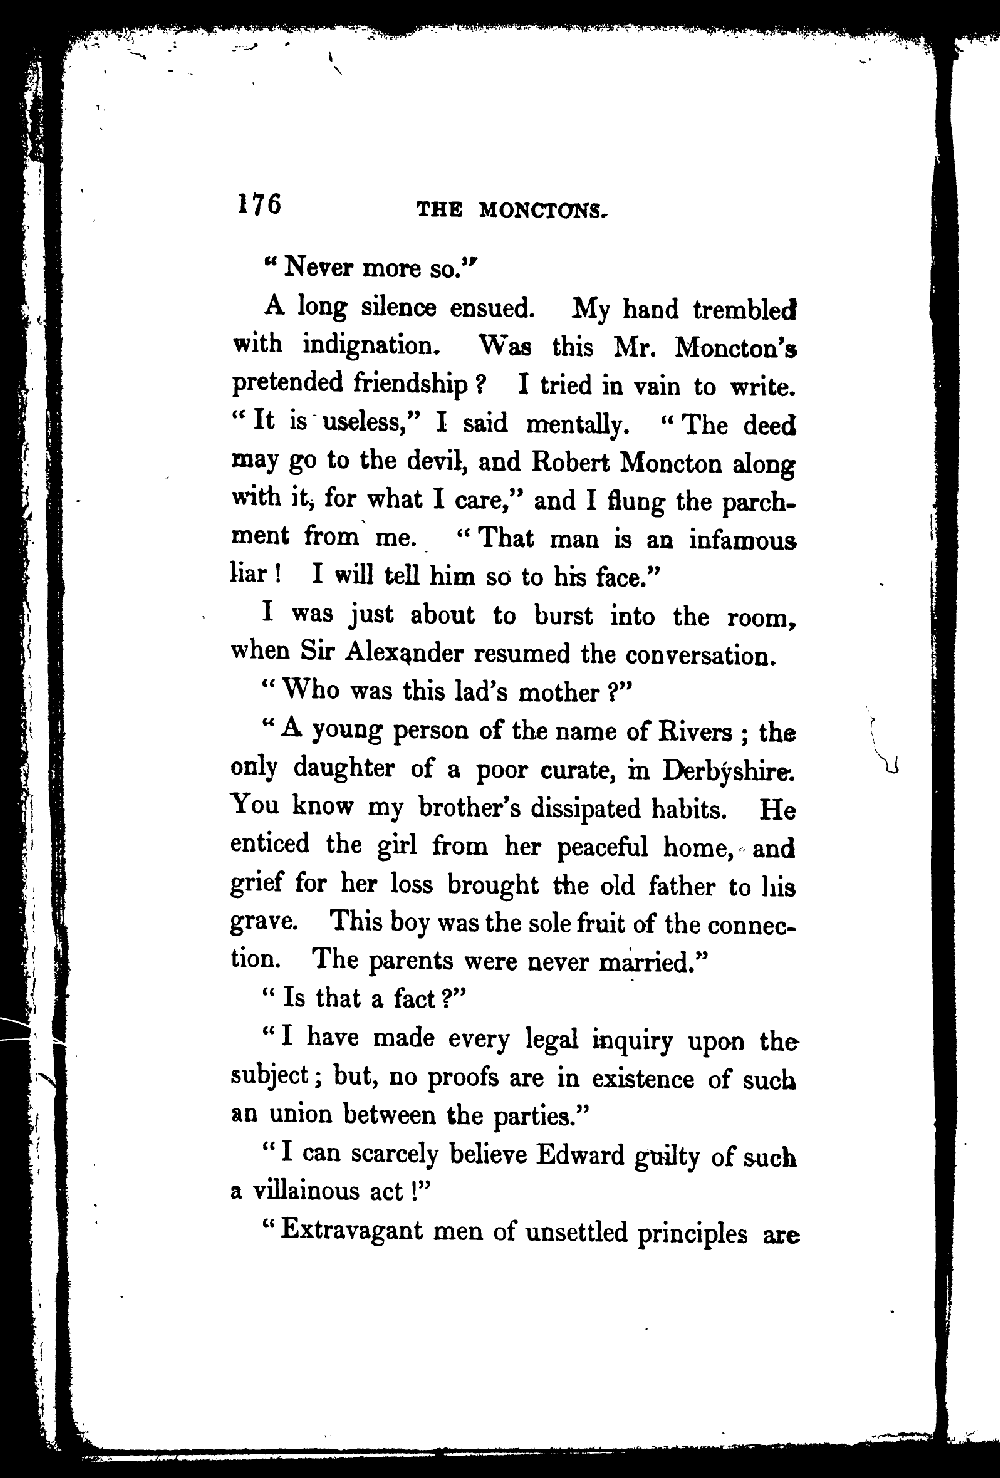 176 THE MONCTONS.
“Never more so.”
A long silence ensued. My hand trembled
with indignation. Was this Mr. Moncton’s
pretended friendship? I tried in vain to write.
“It is useless,” I said mentally. “The deed
may go to the devil, and Robert Moncton along
with it, for what I care,” and I flung the parch-
ment from me. “That man is an infamous
liar! I will tell him so to his face.”
I was just about to burst into the room,
when Sir Alexander resumed the conversation.
“Who was this lad’s mother?”
“A young person of the name of Rivers; the
only daughter of a poor curate, in Derbyshire.
You know my brother’s dissipated habits. He
enticed the girl from her peaceful home, and
grief for her loss brought the old father to his
grave. This boy was the sole fruit of the connec-
tion. The parents were never married.”
“Is that a fact?”
“I have made every legal inquiry upon the
subject; but, no proofs are in existence of such
an union between the parties.”
“I can scarcely believe Edward guilty of such
a villainous act!”
“Extravagant men of unsettled principles are